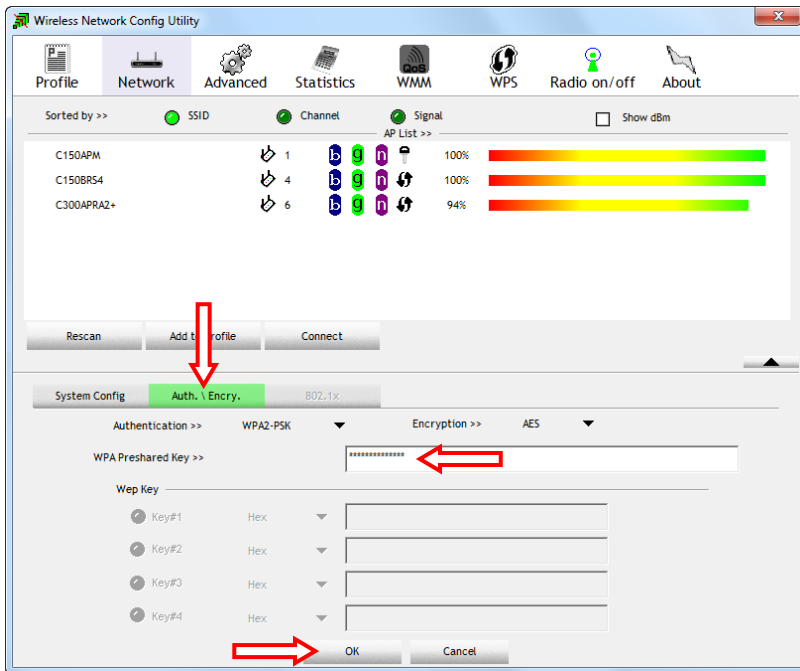 Wireless Network Config Utility
x
Profile Network Advanced Statistics QoS WMM WPS Radio on/off About
Sorted by >> SSID Channel Signal Show dBm
AP List >>
C150APM 1 b g n 100%
C150BRS4 4 b g n 100%
C300APRA2+ 6 b g n 94%
Rescan Add to Profile Connect
System Config Auth. \ Encry. 802.1x
Authentication >> WPA2-PSK Encryption >> AES
WPA Preshared Key >> **************
Wep Key
Key#1 Hex
Key#2 Hex
Key#3 Hex
Key#4 Hex
OK Cancel